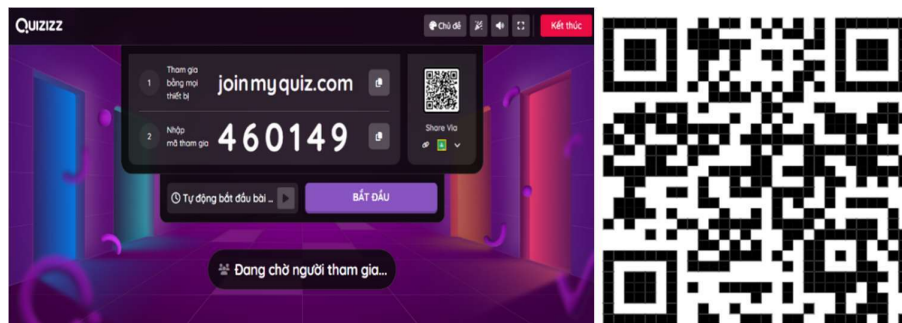 QUIZIZZ
Chủ đề
Kết thúc
1
Tham gia
bằng mọi
thiết bị
joinmyquiz.com
2
Nhập
mã tham gia
460149
Share Via
Tự động bắt đầu bài ...
BẮT ĐẦU
Đang chờ người tham gia...